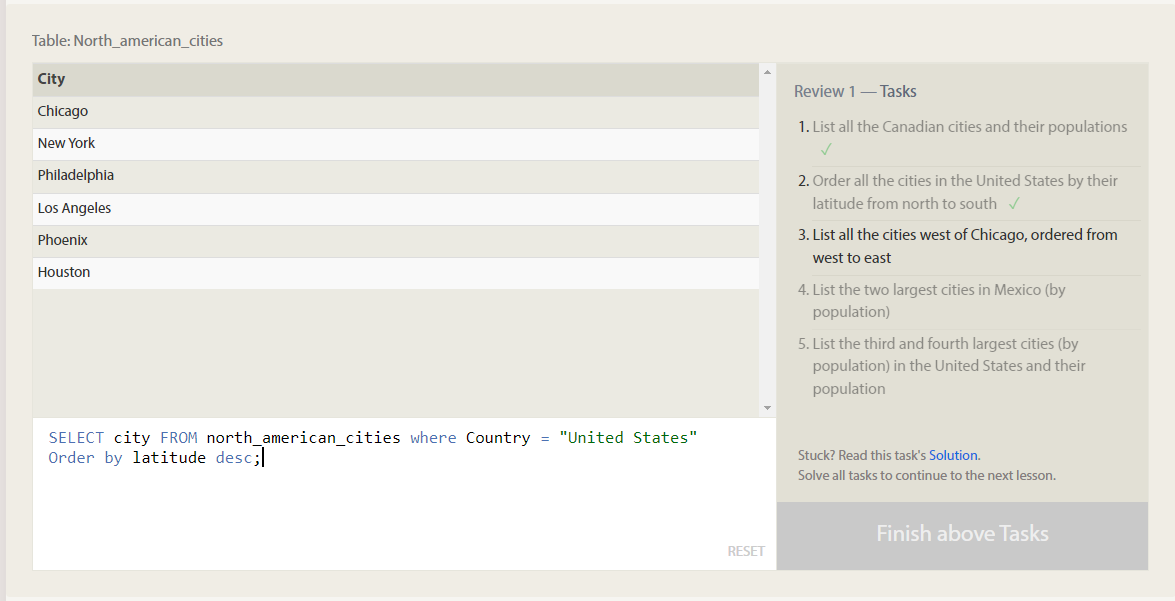 Table: North_american_cities
City
Chicago
New York
Philadelphia
Los Angeles
Phoenix
Houston
SELECT city FROM north_american_cities where Country = "United States"
Order by latitude desc;
RESET
Review 1 — Tasks
1. List all the Canadian cities and their populations
✓
2. Order all the cities in the United States by their
latitude from north to south ✓
3. List all the cities west of Chicago, ordered from
west to east
4. List the two largest cities in Mexico (by
population)
5. List the third and fourth largest cities (by
population) in the United States and their
population
Stuck? Read this task's Solution.
Solve all tasks to continue to the next lesson.
Finish above Tasks